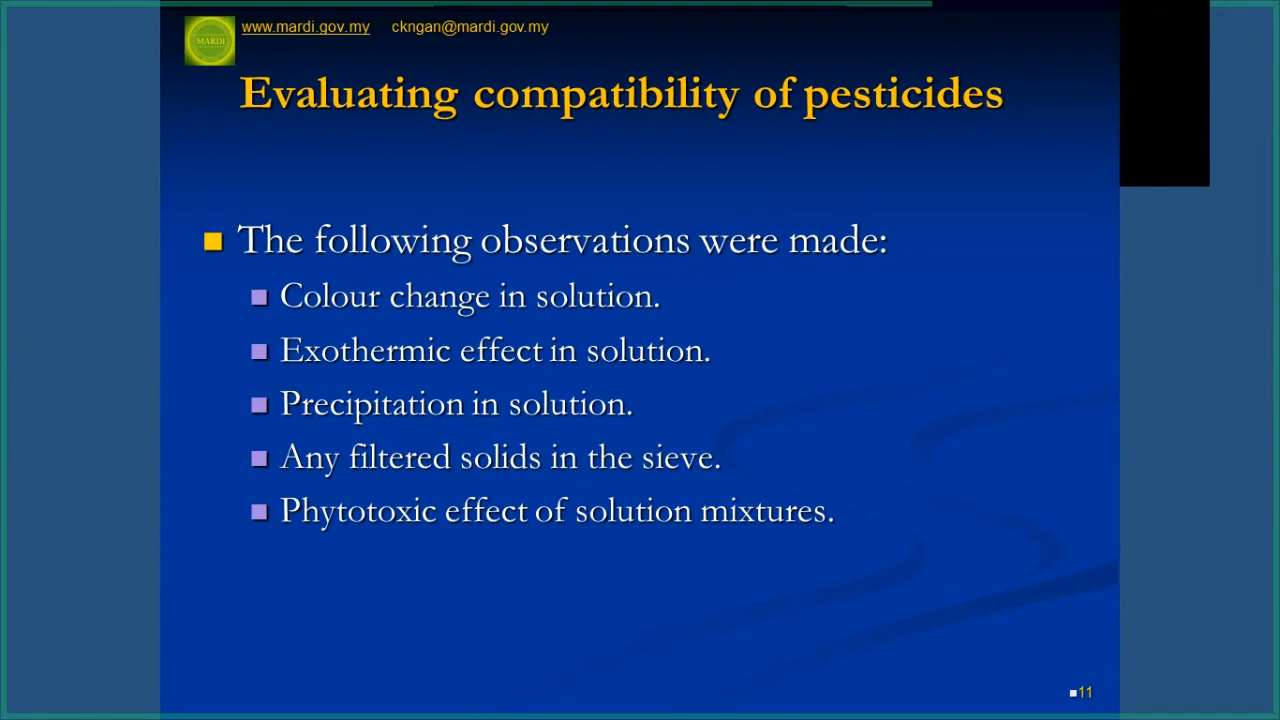 www.mardi.gov.my ckngan@mardi.gov.my
MARDI
Evaluating compatibility of pesticides
The following observations were made:
Colour change in solution.
Exothermic effect in solution.
Precipitation in solution.
Any filtered solids in the sieve.
Phytotoxic effect of solution mixtures.
11